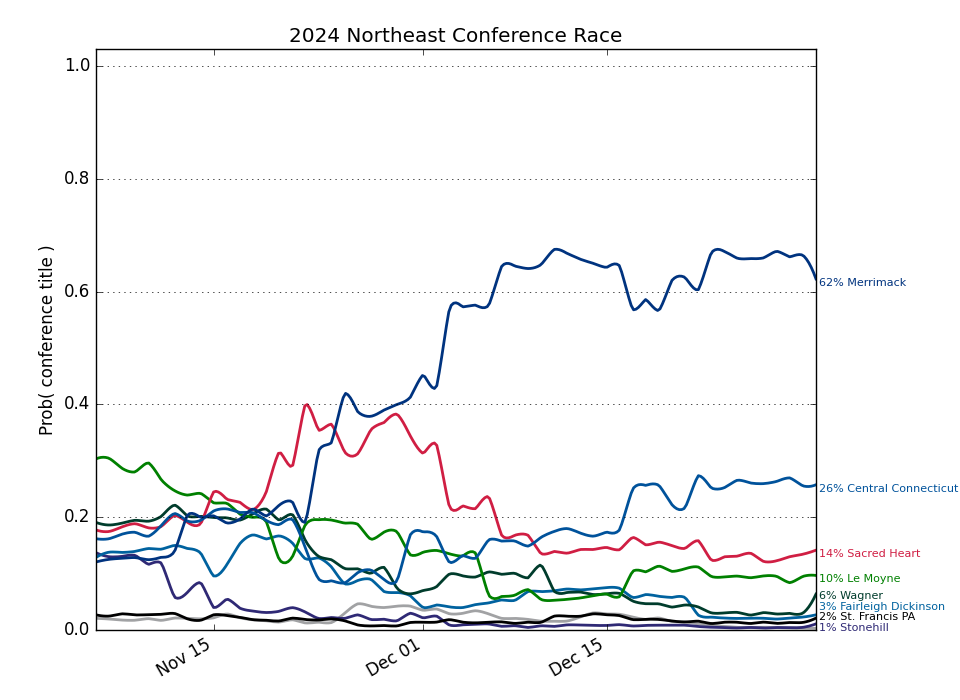 2024 Northeast Conference Race
Prob( conference title )
1.0
0.8
0.6
0.4
0.2
0.0
Nov 15
Dec 01
Dec 15
62% Merrimack
26% Central Connecticut
14% Sacred Heart
10% Le Moyne
6% Wagner
3% Fairleigh Dickinson
2% St. Francis PA
1% Stonehill